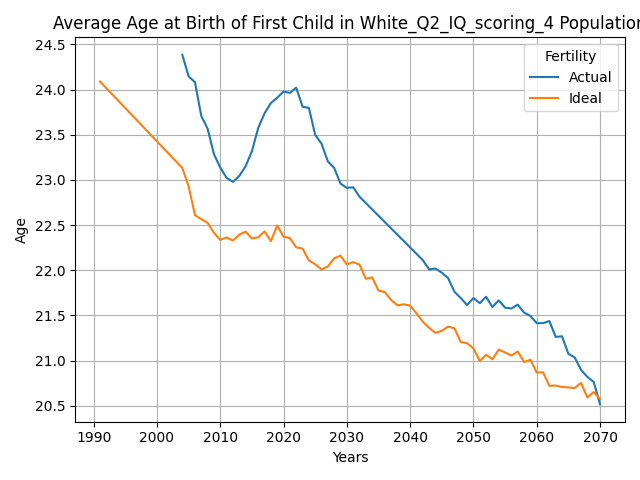 Average Age at Birth of First Child in White_Q2_IQ_scoring_4 Population
Fertility
Actual
Ideal
24.5
24.0
23.5
23.0
22.5
22.0
21.5
21.0
20.5
Age
1990 2000 2010 2020 2030 2040 2050 2060 2070
Years